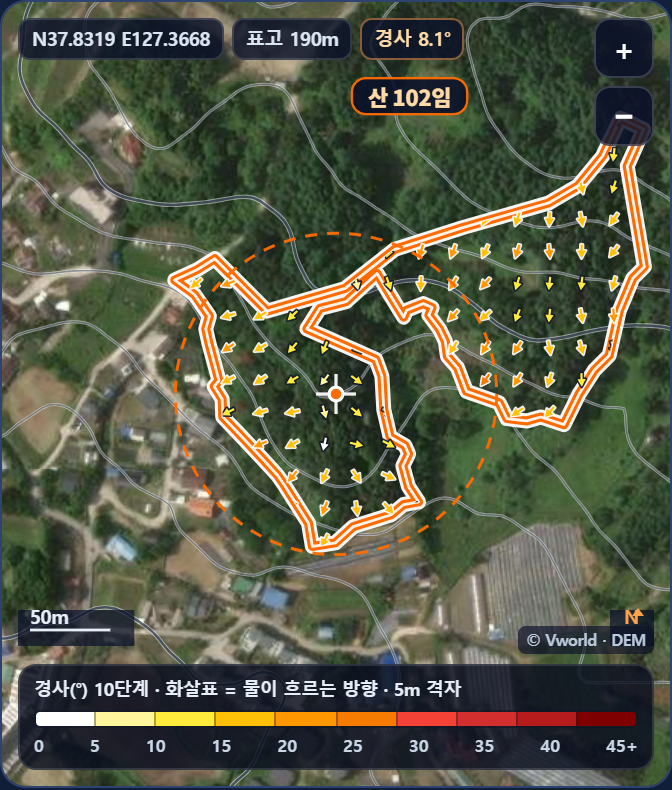 N37.8319 E127.3668
표고 190m
경사 8.1°
+
산 102임
−
50m
N
© Vworld · DEM
경사(°) 10단계 · 화살표 = 물이 흐르는 방향 · 5m 격자
0 5 10 15 20 25 30 35 40 45+